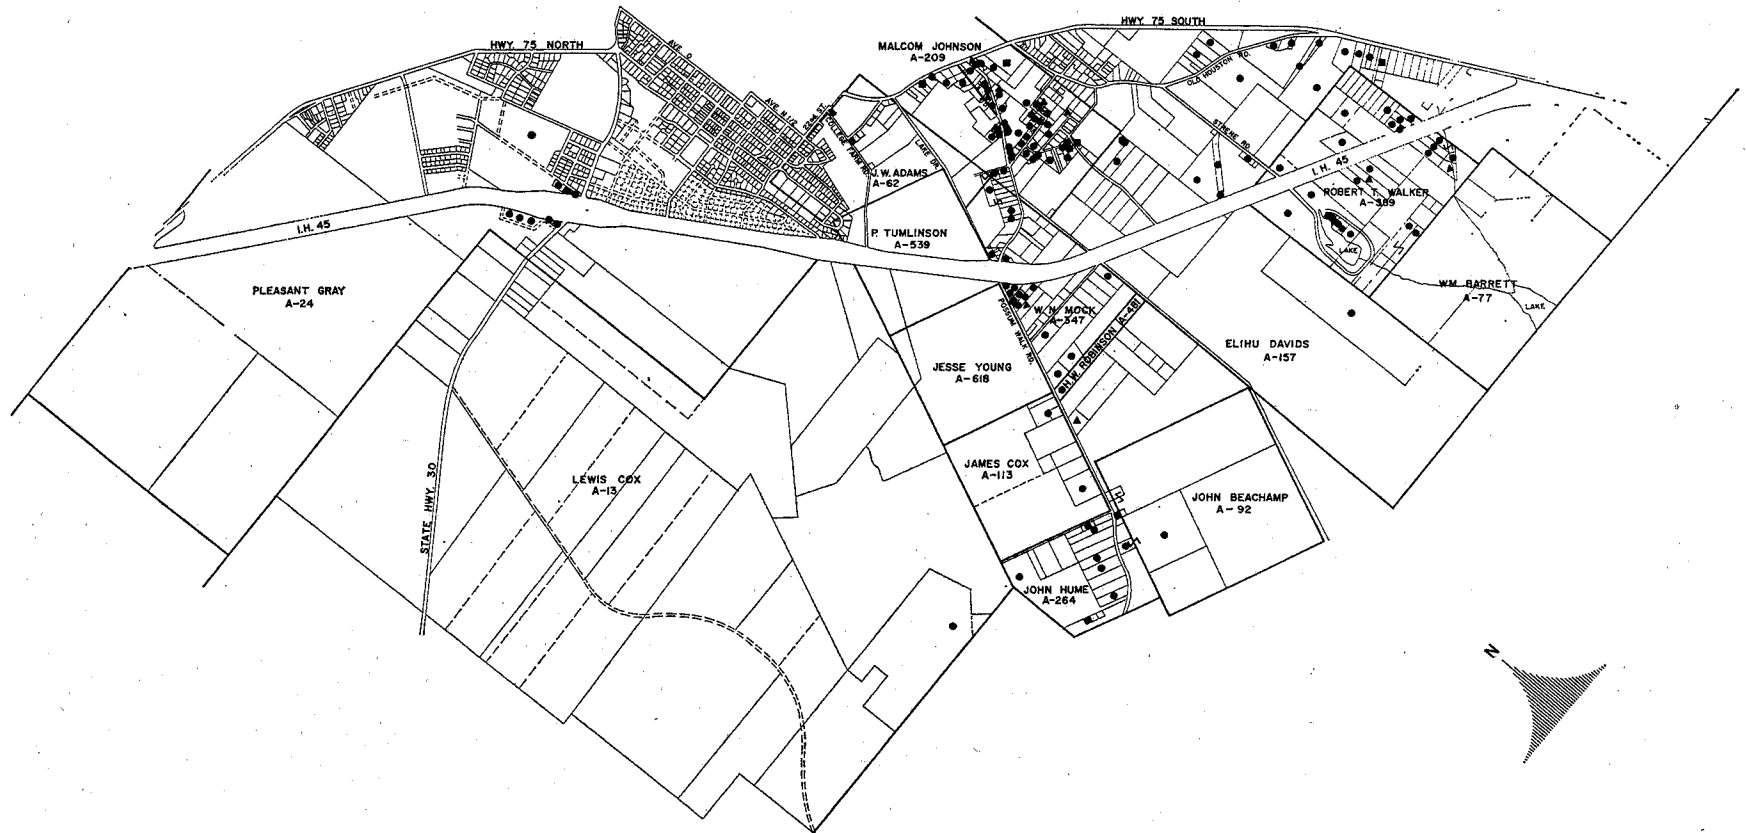 HWY. 75 SOUTH
HWY. 75 NORTH
AVE. O
MALCOM JOHNSON
A-209
OLD HOUSTON RD.
AVE. N 1/2
22nd ST.
COLLEGE FARM RD.
LAKE DR.
I.H. 45
J.W. ADAMS
A-62
ROBERT T. WALKER
A-389
I.H. 45
P. TUMLINSON
A-539
LAKE
PLEASANT GRAY
A-24
WM. BARRETT
A-77
LAKE
W. N. MOCK
A-347
POSSUM WALK RD.
H.W. ROBINSON (A-481)
ELIHU DAVIDS
A-157
JESSE YOUNG
A-618
JAMES COX
A-113
LEWIS COX
A-13
JOHN BEACHAMP
A-92
STATE HWY. 30
JOHN HUME
A-264
N